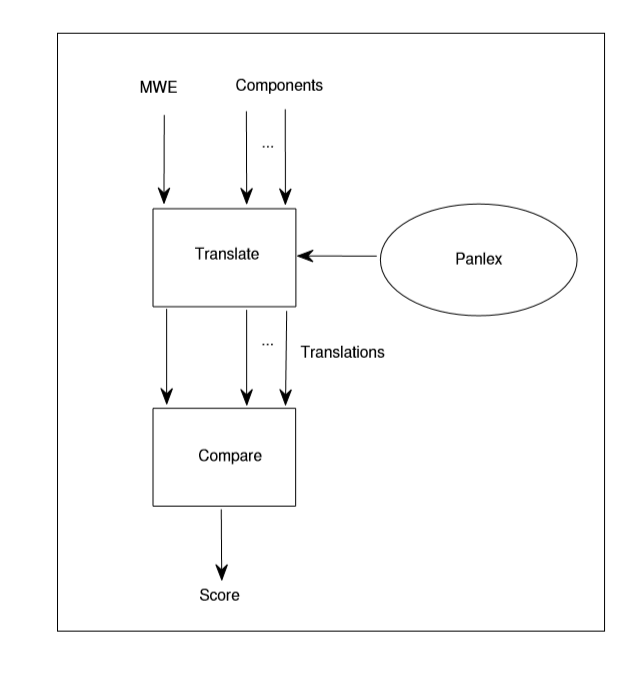 MWE
Components
...
Translate
Panlex
...
Translations
Compare
Score